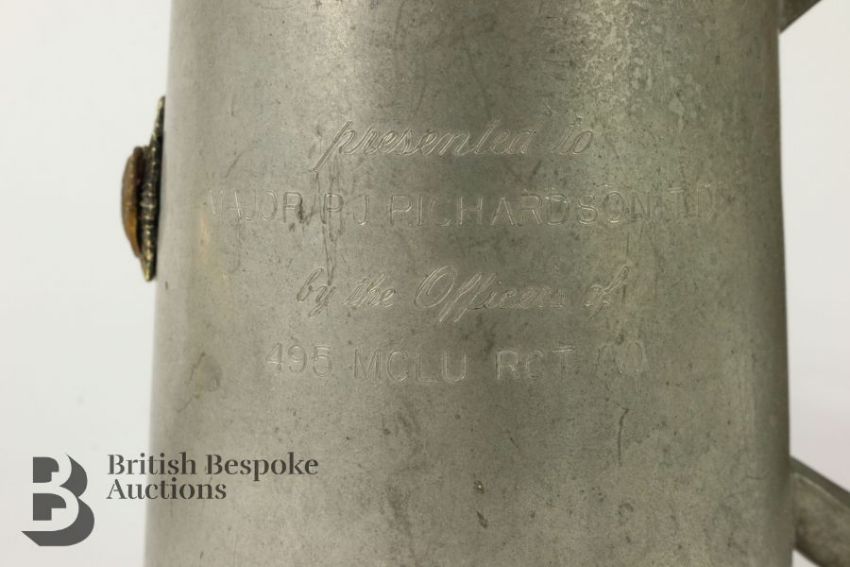 presented to
MAJOR P J RICHARDSON T D
by the Officers of
495 MCLU RCT (V)
British Bespoke
Auctions